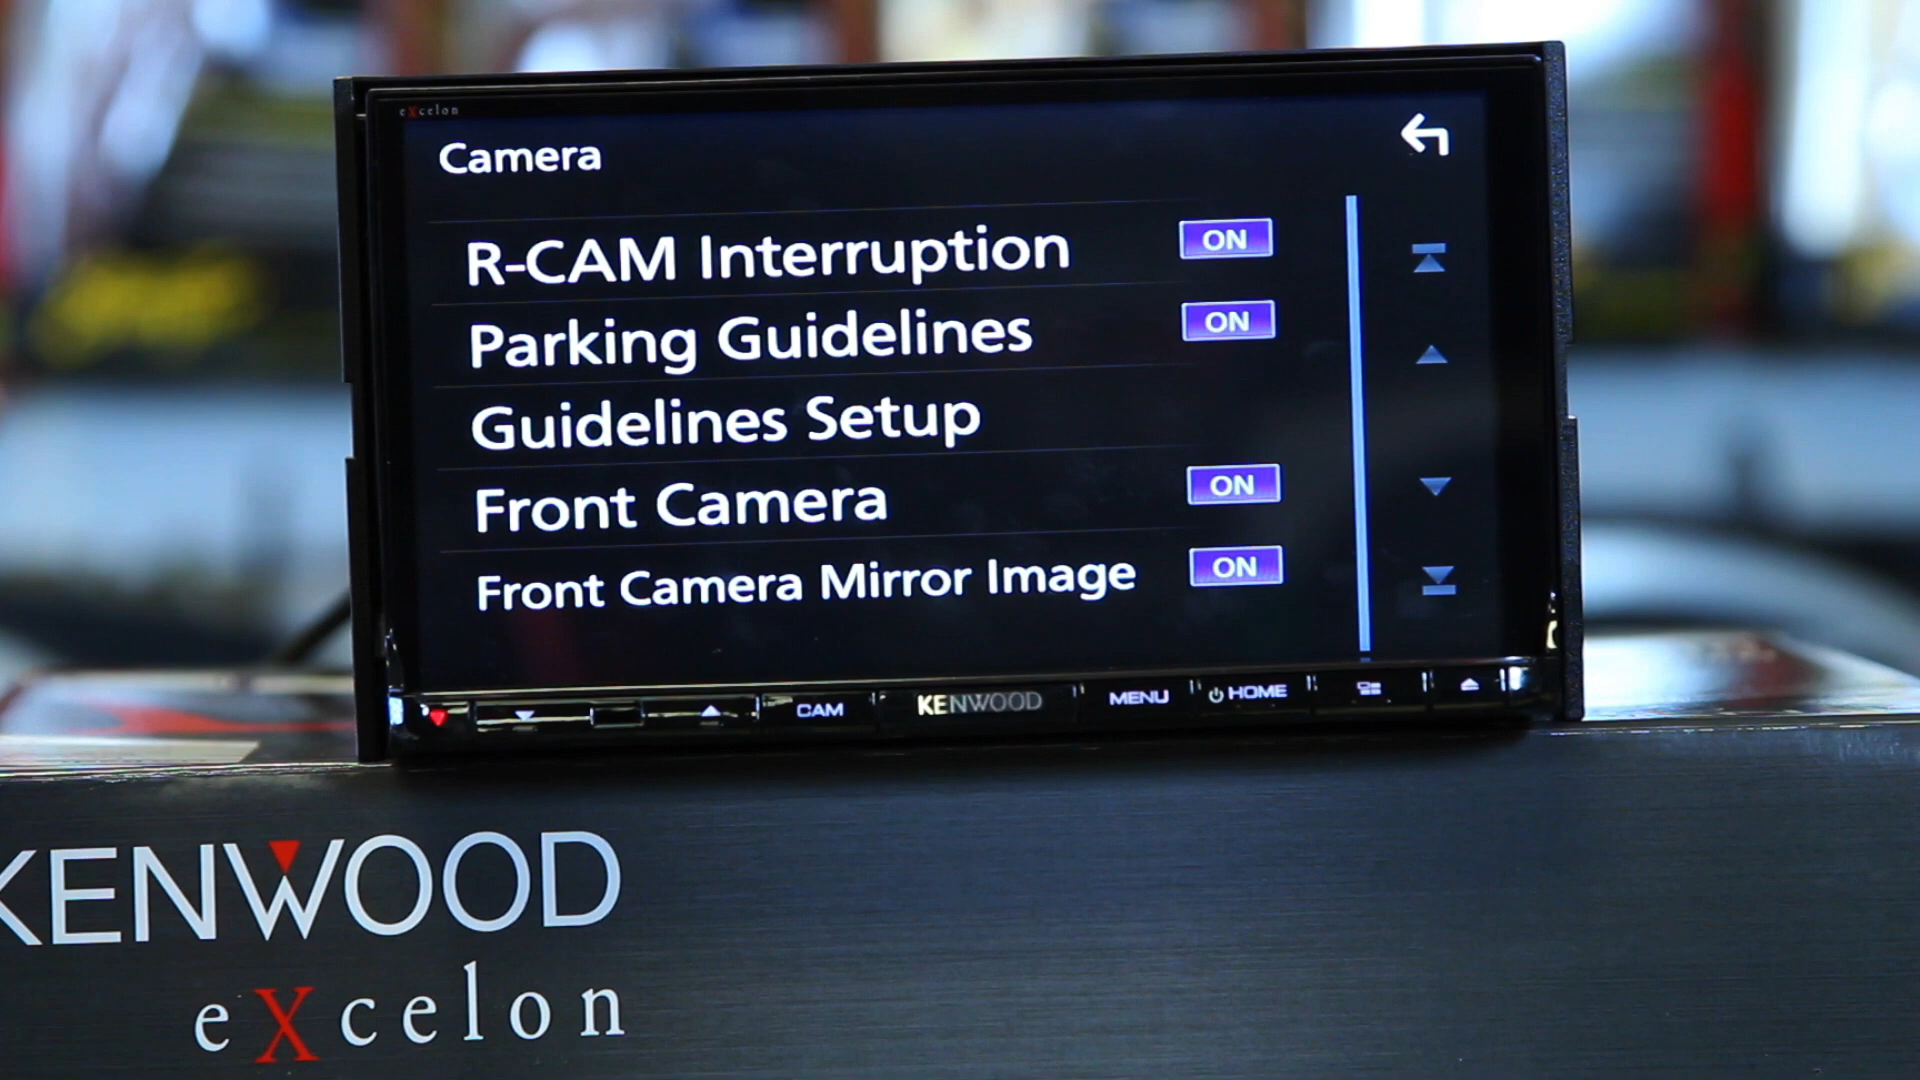 eXcelon
Camera
R-CAM Interruption ON
Parking Guidelines ON
Guidelines Setup
Front Camera ON
Front Camera Mirror Image ON
CAM KENWOOD MENU HOME
KENWOOD
eXcelon